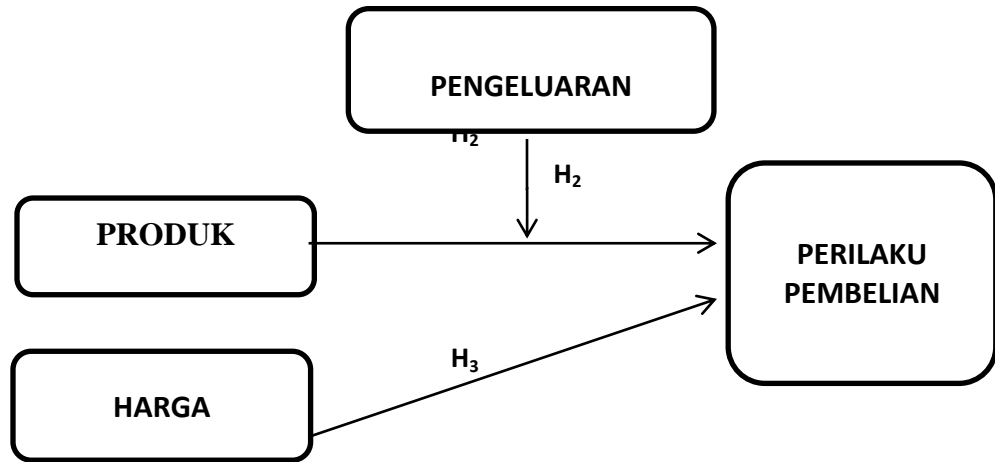 PENGELUARAN
H₂
H₂
PRODUK
PERILAKU
PEMBELIAN
H₃
HARGA